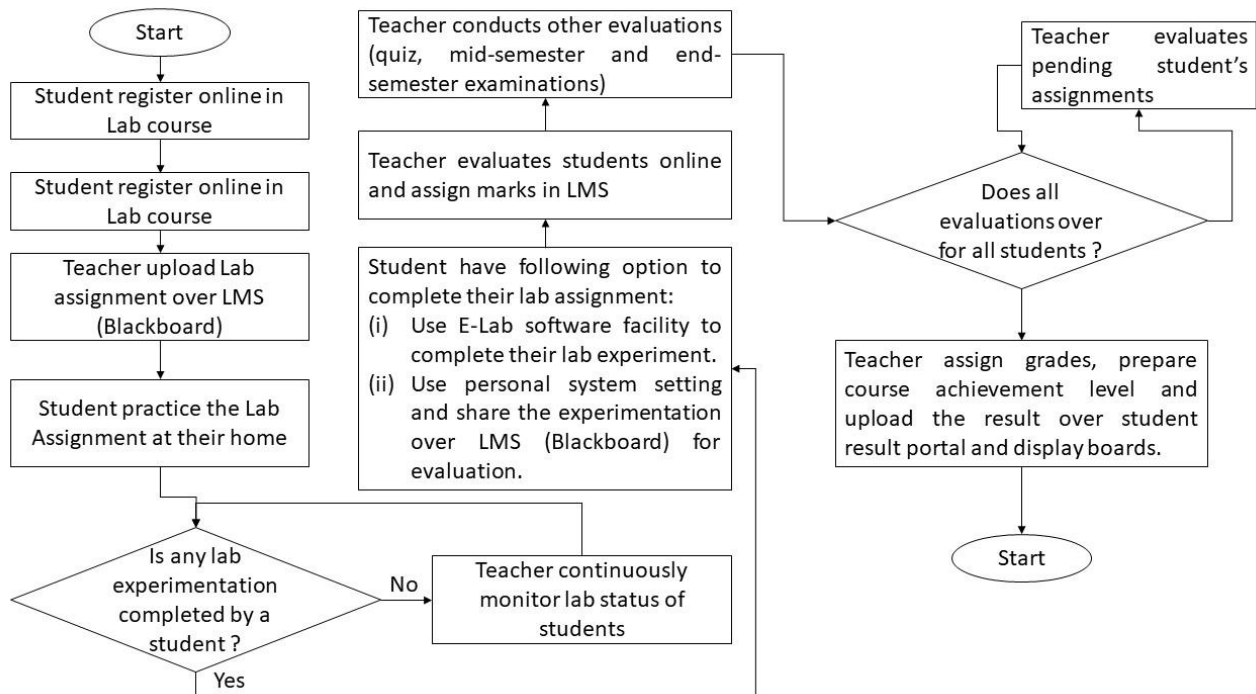 Start
Student register online in
Lab course
Student register online in
Lab course
Teacher upload Lab
assignment over LMS
(Blackboard)
Student practice the Lab
Assignment at their home
Is any lab
experimentation
completed by a
student ?
No
Yes
Teacher continuously
monitor lab status of
students
Student have following option to
complete their lab assignment:
(i) Use E-Lab software facility to
complete their lab experiment.
(ii) Use personal system setting
and share the experimentation
over LMS (Blackboard) for
evaluation.
Teacher evaluates students online
and assign marks in LMS
Teacher conducts other evaluations
(quiz, mid-semester and end-
semester examinations)
Does all
evaluations over
for all students ?
Teacher evaluates
pending student's
assignments
Teacher assign grades, prepare
course achievement level and
upload the result over student
result portal and display boards.
Start